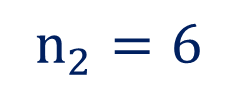 n₂ = 6